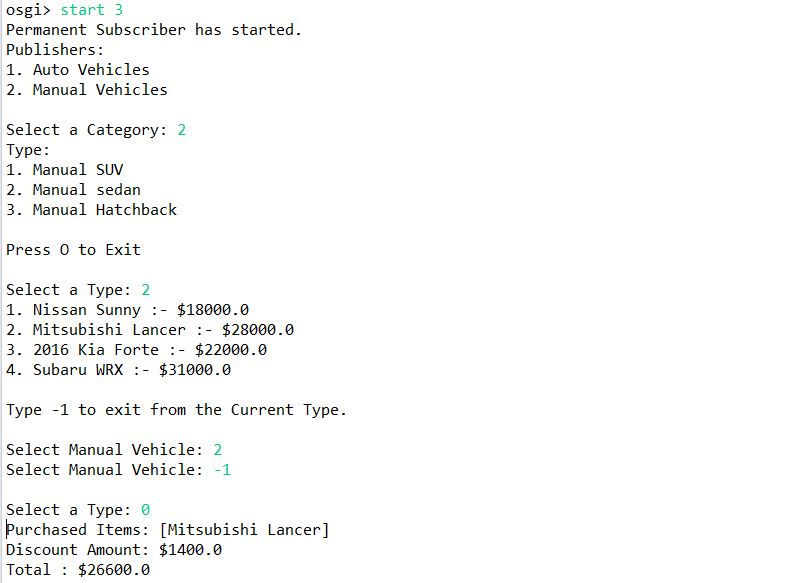 osgi> start 3
Permanent Subscriber has started.
Publishers:
1. Auto Vehicles
2. Manual Vehicles
Select a Category: 2
Type:
1. Manual SUV
2. Manual sedan
3. Manual Hatchback
Press O to Exit
Select a Type: 2
1. Nissan Sunny :- $18000.0
2. Mitsubishi Lancer :- $28000.0
3. 2016 Kia Forte :- $22000.0
4. Subaru WRX :- $31000.0
Type -1 to exit from the Current Type.
Select Manual Vehicle: 2
Select Manual Vehicle: -1
Select a Type: 0
Purchased Items: [Mitsubishi Lancer]
Discount Amount: $1400.0
Total : $26600.0